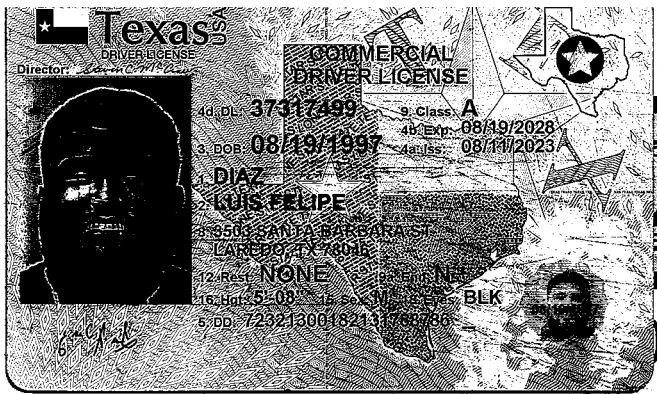 Texas USA
DRIVER LICENSE
Director:
COMMERCIAL
DRIVER LICENSE
4d. DL: 37317499 9. Class: A
4b. Exp: 08/19/2028
3. DOB: 08/19/1997 4a. Iss: 08/11/2023
1. DIAZ
2. LUIS FELIPE
8. 3503 SANTA BARBARA ST
LAREDO, TX 78046
12. Rest: NONE 9a. End: N
16. Hgt: 5'-08" 15. Sex: M 18. Eyes: BLK
5. DD: